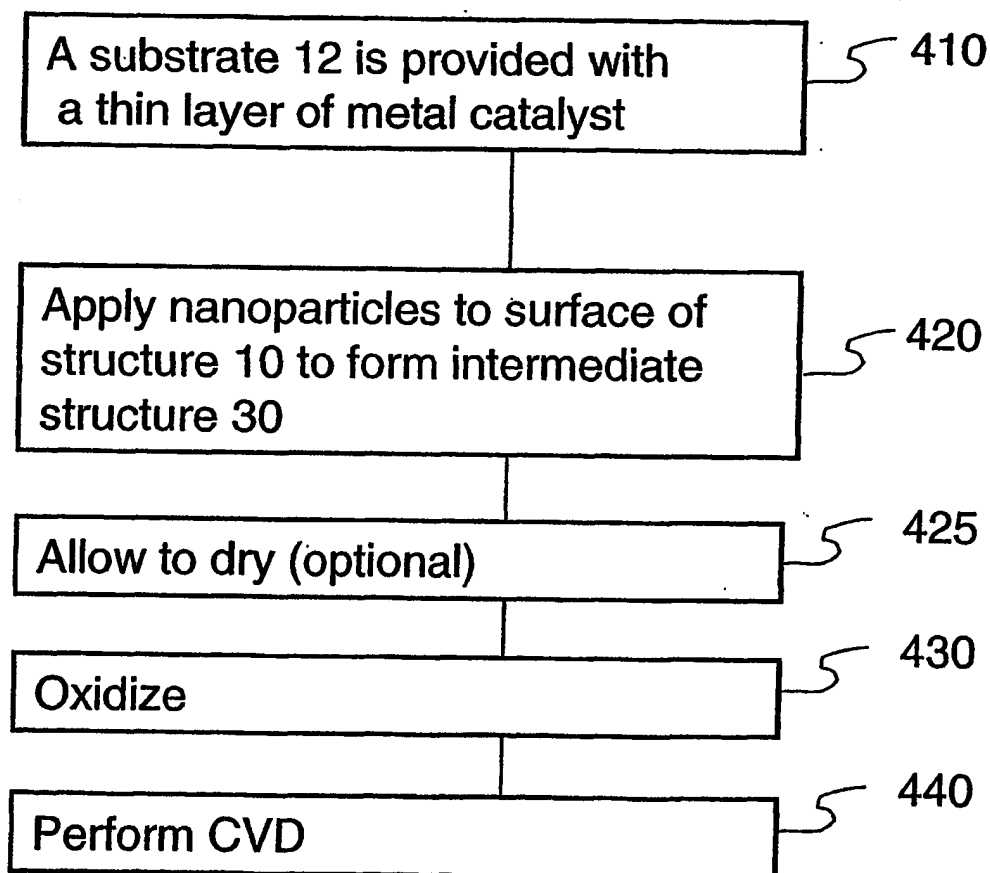 A substrate 12 is provided with
a thin layer of metal catalyst
410
Apply nanoparticles to surface of
structure 10 to form intermediate
structure 30
420
Allow to dry (optional)
425
Oxidize
430
Perform CVD
440